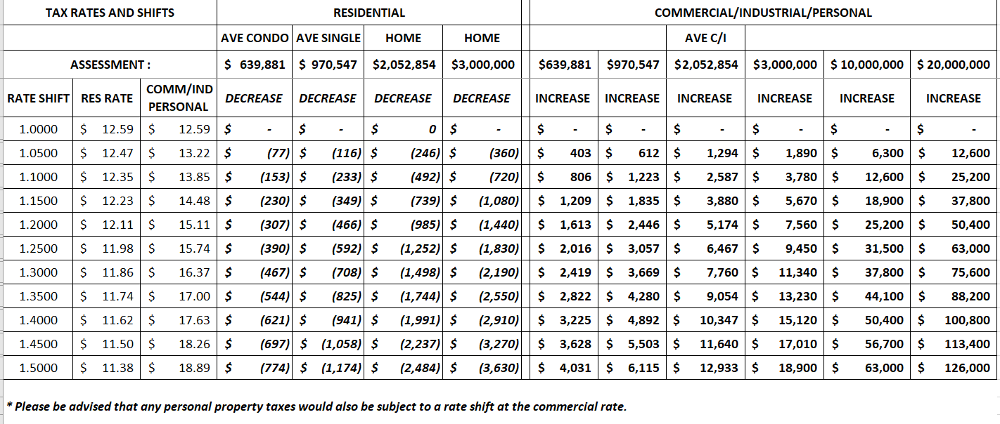 TAX RATES AND SHIFTS RESIDENTIAL COMMERCIAL/INDUSTRIAL/PERSONAL
AVE CONDO AVE SINGLE HOME HOME AVE C/I
ASSESSMENT : $ 639,881 $ 970,547 $2,052,854 $3,000,000 $639,881 $970,547 $2,052,854 $3,000,000 $ 10,000,000 $ 20,000,000
RATE SHIFT RES RATE COMM/IND PERSONAL DECREASE DECREASE DECREASE DECREASE INCREASE INCREASE INCREASE INCREASE INCREASE INCREASE
1.0000 $ 12.59 $ 12.59 $ - $ - $ 0 $ - $ - $ - $ - $ - $ - $ -
1.0500 $ 12.47 $ 13.22 $ (77) $ (116) $ (246) $ (360) $ 403 $ 612 $ 1,294 $ 1,890 $ 6,300 $ 12,600
1.1000 $ 12.35 $ 13.85 $ (153) $ (233) $ (492) $ (720) $ 806 $ 1,223 $ 2,587 $ 3,780 $ 12,600 $ 25,200
1.1500 $ 12.23 $ 14.48 $ (230) $ (349) $ (739) $ (1,080) $ 1,209 $ 1,835 $ 3,880 $ 5,670 $ 18,900 $ 37,800
1.2000 $ 12.11 $ 15.11 $ (307) $ (466) $ (985) $ (1,440) $ 1,613 $ 2,446 $ 5,174 $ 7,560 $ 25,200 $ 50,400
1.2500 $ 11.98 $ 15.74 $ (390) $ (592) $ (1,252) $ (1,830) $ 2,016 $ 3,057 $ 6,467 $ 9,450 $ 31,500 $ 63,000
1.3000 $ 11.86 $ 16.37 $ (467) $ (708) $ (1,498) $ (2,190) $ 2,419 $ 3,669 $ 7,760 $ 11,340 $ 37,800 $ 75,600
1.3500 $ 11.74 $ 17.00 $ (544) $ (825) $ (1,744) $ (2,550) $ 2,822 $ 4,280 $ 9,054 $ 13,230 $ 44,100 $ 88,200
1.4000 $ 11.62 $ 17.63 $ (621) $ (941) $ (1,991) $ (2,910) $ 3,225 $ 4,892 $ 10,347 $ 15,120 $ 50,400 $ 100,800
1.4500 $ 11.50 $ 18.26 $ (697) $ (1,058) $ (2,237) $ (3,270) $ 3,628 $ 5,503 $ 11,640 $ 17,010 $ 56,700 $ 113,400
1.5000 $ 11.38 $ 18.89 $ (774) $ (1,174) $ (2,484) $ (3,630) $ 4,031 $ 6,115 $ 12,933 $ 18,900 $ 63,000 $ 126,000
* Please be advised that any personal property taxes would also be subject to a rate shift at the commercial rate.